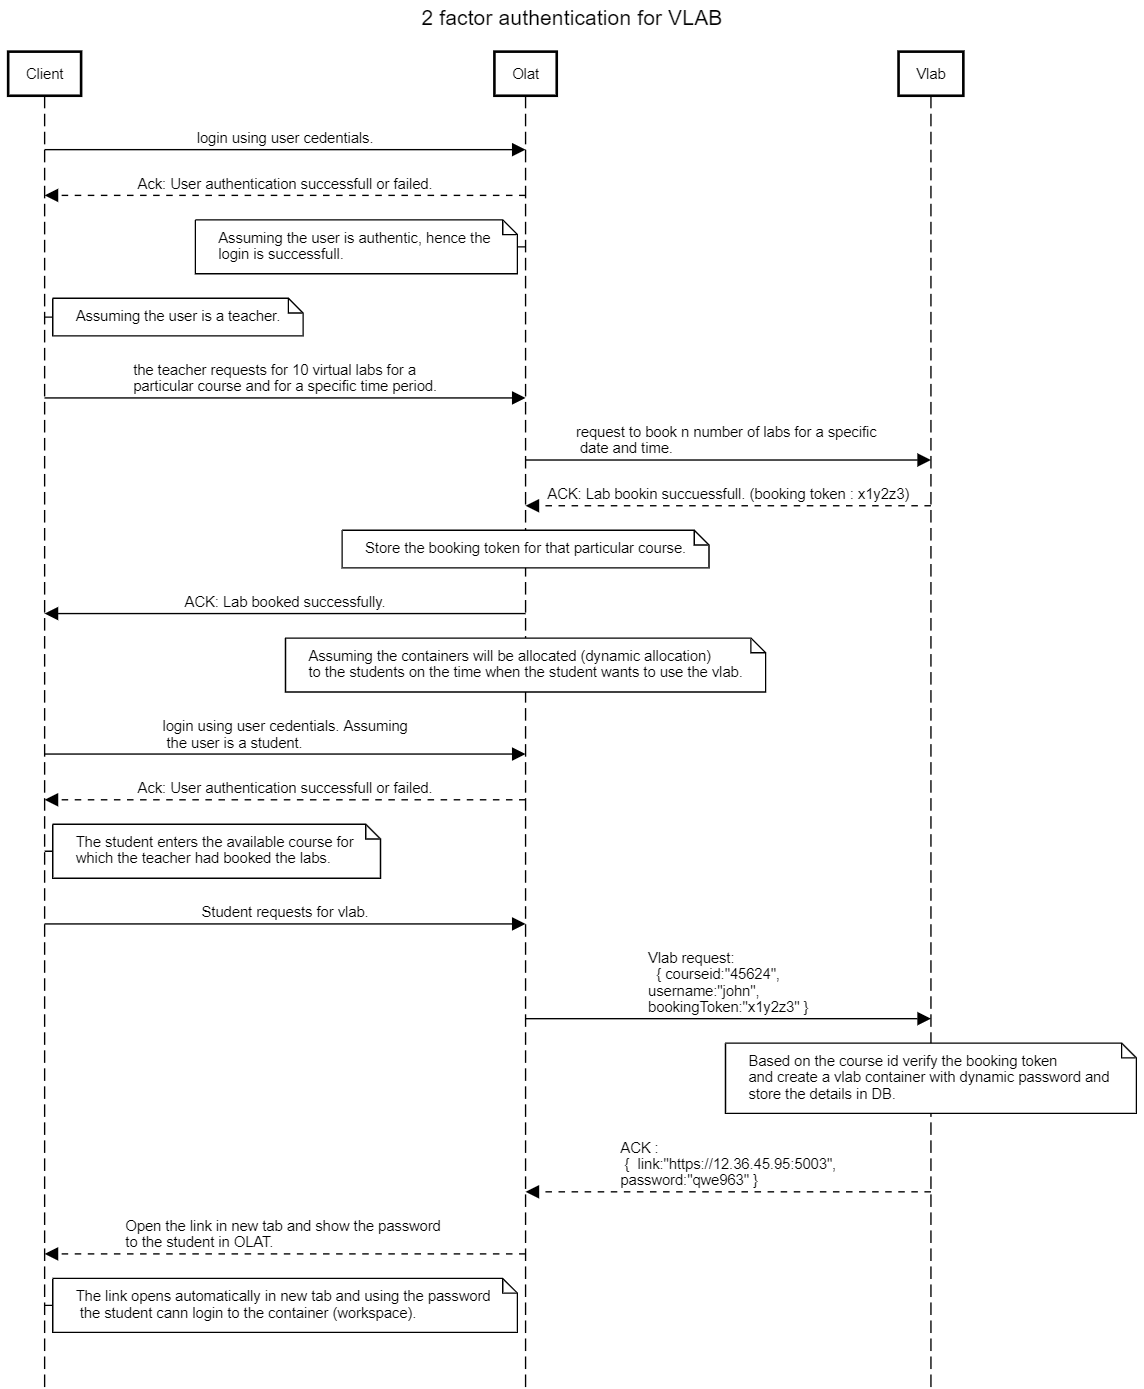 2 factor authentication for VLAB
Client
Olat
Vlab
login using user cedentials.
Ack: User authentication successfull or failed.
Assuming the user is authentic, hence the
login is successfull.
Assuming the user is a teacher.
the teacher requests for 10 virtual labs for a
particular course and for a specific time period.
request to book n number of labs for a specific
date and time.
ACK: Lab bookin succuessfull. (booking token : x1y2z3)
Store the booking token for that particular course.
ACK: Lab booked successfully.
Assuming the containers will be allocated (dynamic allocation)
to the students on the time when the student wants to use the vlab.
login using user cedentials. Assuming
the user is a student.
Ack: User authentication successfull or failed.
The student enters the available course for
which the teacher had booked the labs.
Student requests for vlab.
Vlab request:
{ courseid:"45624",
username:"john",
bookingToken:"x1y2z3" }
Based on the course id verify the booking token
and create a vlab container with dynamic password and
store the details in DB.
ACK :
{  link:"https://12.36.45.95:5003",
password:"qwe963" }
Open the link in new tab and show the password
to the student in OLAT.
The link opens automatically in new tab and using the password
the student cann login to the container (workspace).